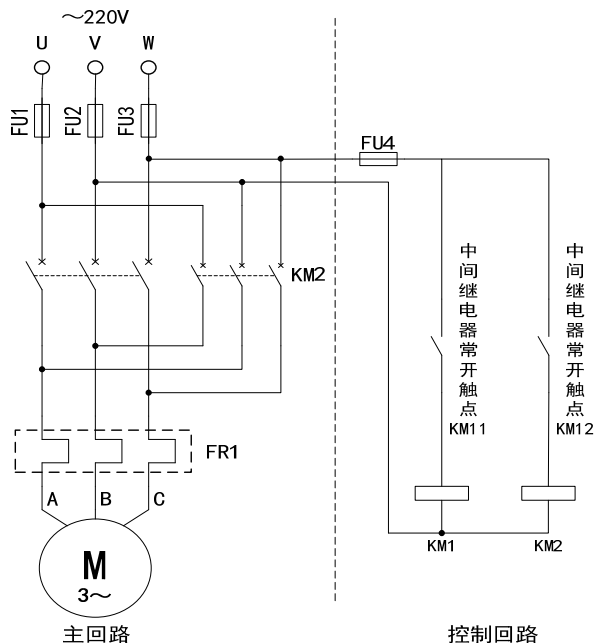 ～220V
U
V
W
FU1
FU2
FU3
FU4
KM2
中间继电器常开触点
KM11
中间继电器常开触点
KM12
FR1
A
B
C
M
3～
KM1
KM2
主回路
控制回路